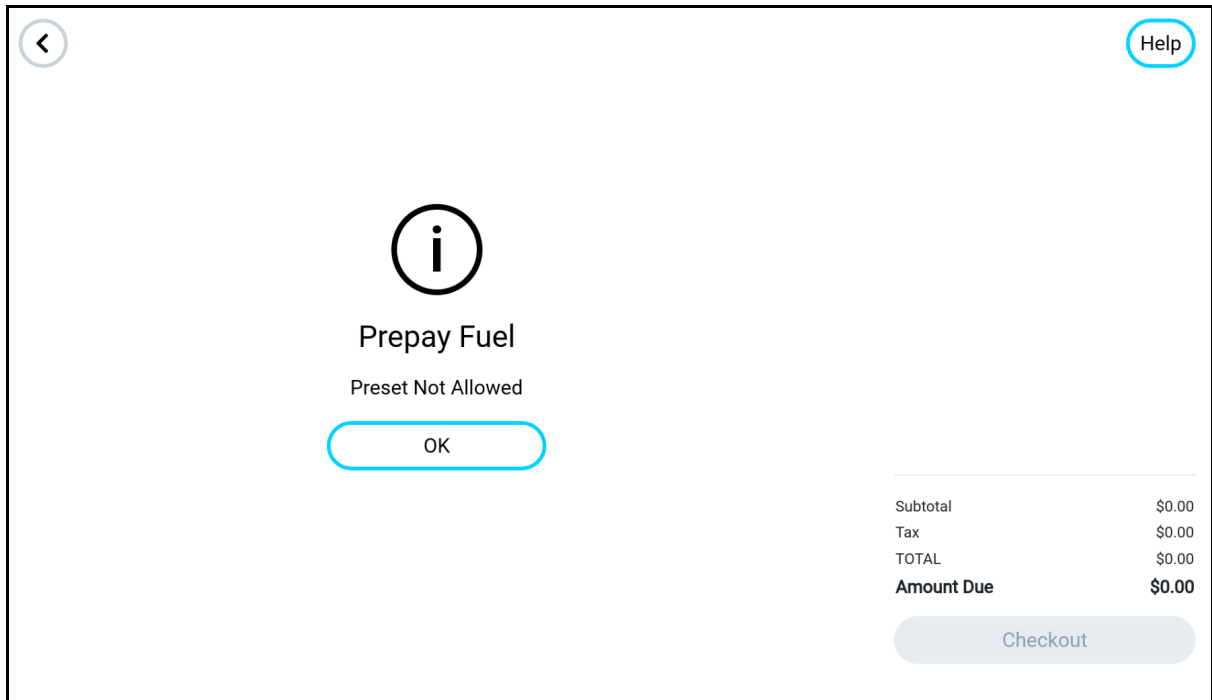 Help
i
Prepay Fuel
Preset Not Allowed
OK
Subtotal $0.00
Tax $0.00
TOTAL $0.00
Amount Due $0.00
Checkout